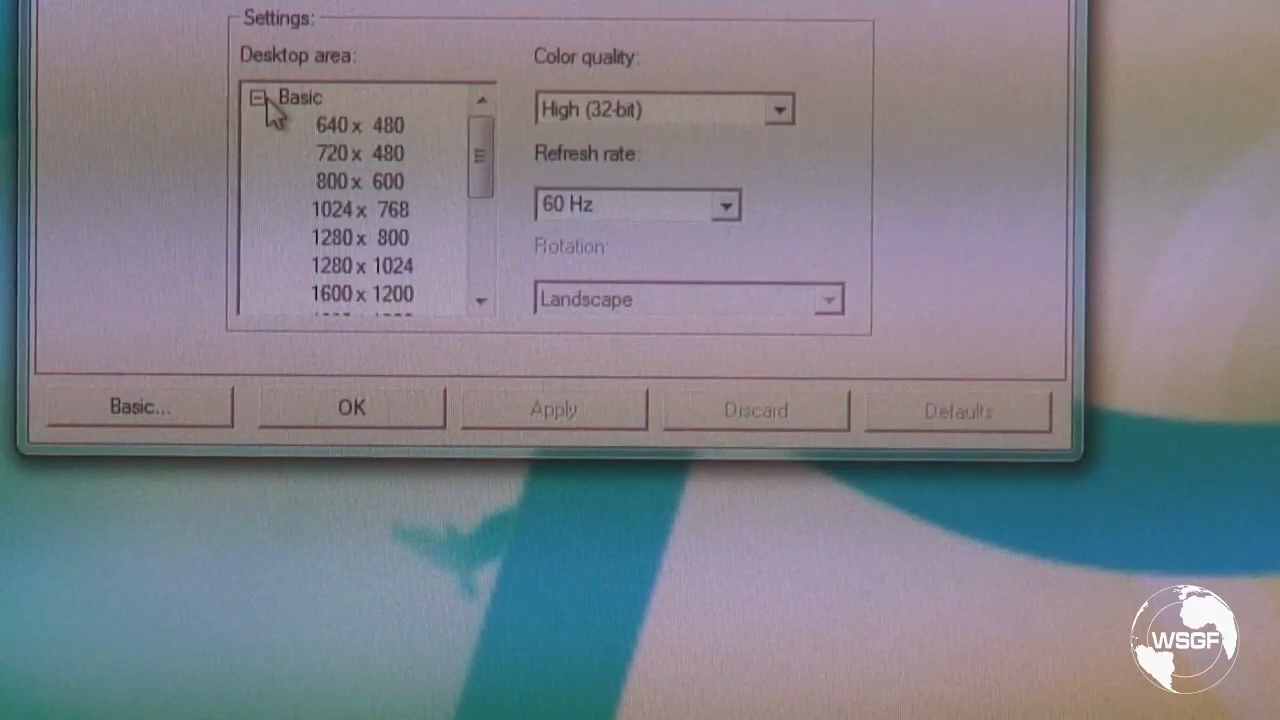 Settings:
Desktop area:
Basic
640 x 480
720 x 480
800 x 600
1024 x 768
1280 x 800
1280 x 1024
1600 x 1200
Color quality:
High (32-bit)
Refresh rate:
60 Hz
Rotation:
Landscape
Basic...
OK
Apply
Discard
Defaults
WSGF